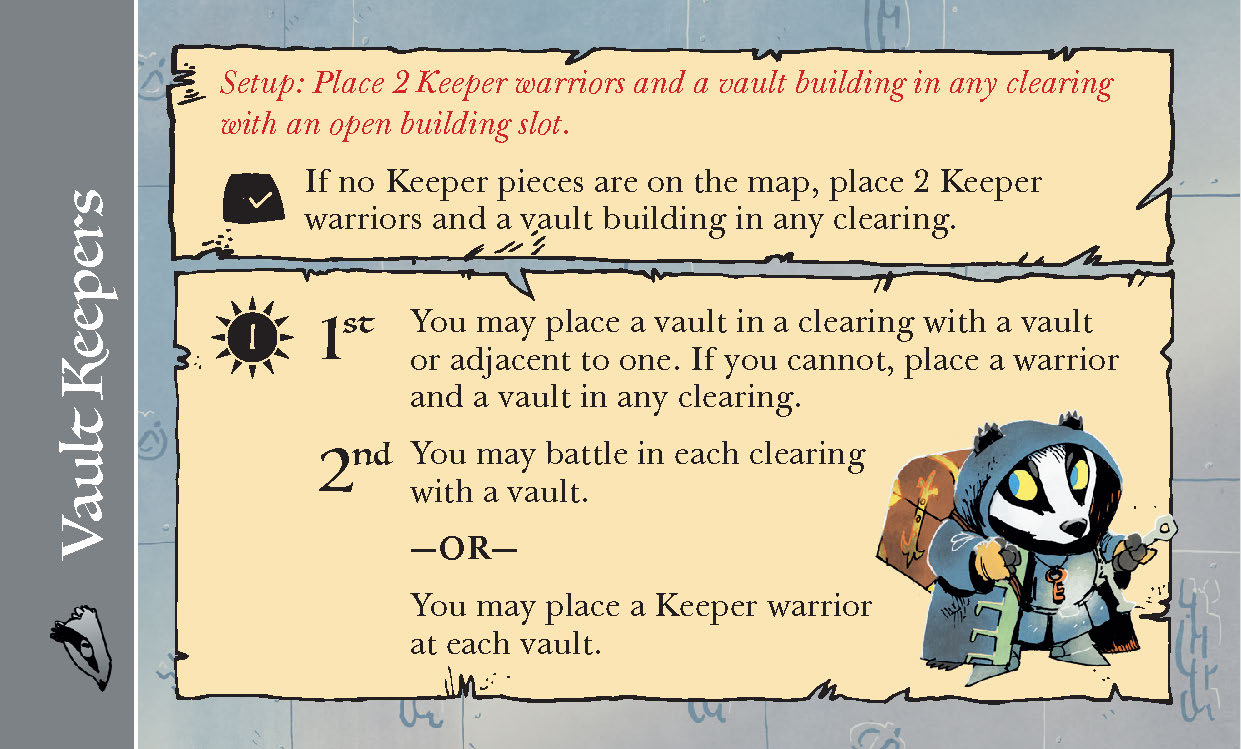 Vault Keepers
Setup: Place 2 Keeper warriors and a vault building in any clearing
with an open building slot.
If no Keeper pieces are on the map, place 2 Keeper
warriors and a vault building in any clearing.
1
1st You may place a vault in a clearing with a vault
or adjacent to one. If you cannot, place a warrior
and a vault in any clearing.
2nd You may battle in each clearing
with a vault.
—OR—
You may place a Keeper warrior
at each vault.